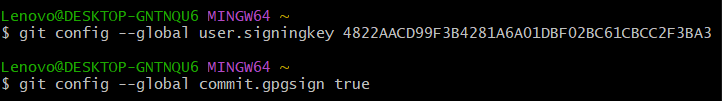 Lenovo@DESKTOP-GNTNQU6 MINGW64 ~
$ git config --global user.signingkey 4822AACD99F3B4281A6A01DBF02BC61CBCC2F3BA3
Lenovo@DESKTOP-GNTNQU6 MINGW64 ~
$ git config --global commit.gpgsign true